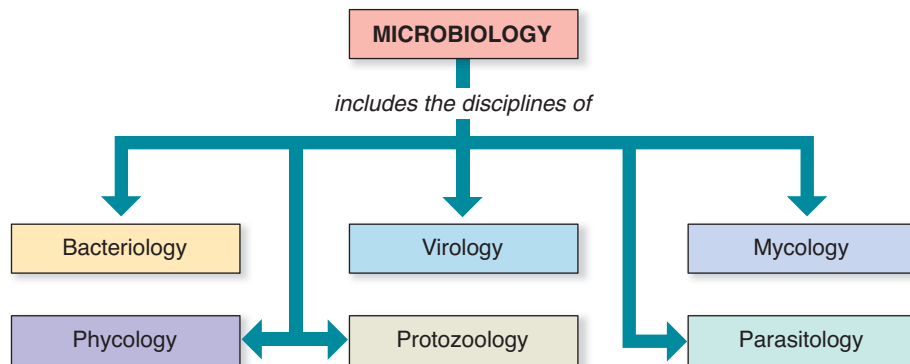 MICROBIOLOGY
includes the disciplines of
Bacteriology
Virology
Mycology
Phycology
Protozoology
Parasitology